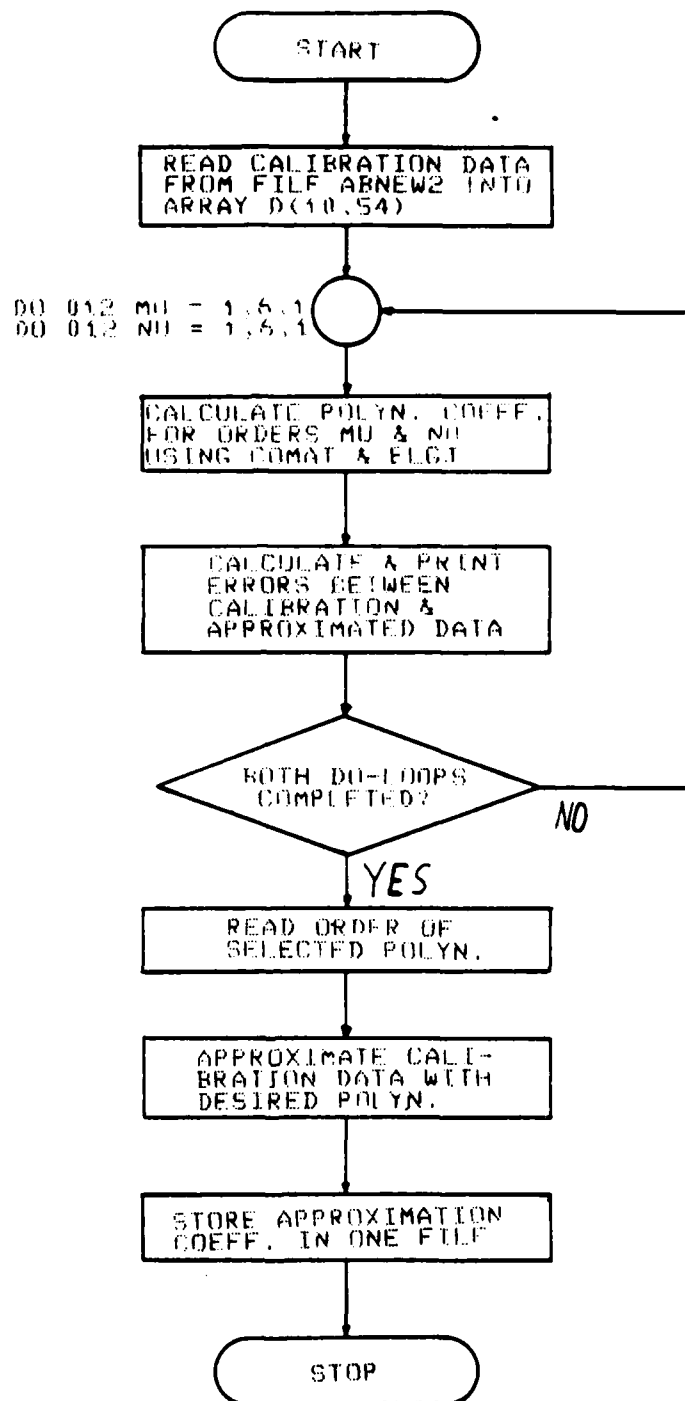 START
READ CALIBRATION DATA
FROM FILE ABNEW2 INTO
ARRAY D(10,54)
DO 012 MU = 1,6,1
DO 012 NU = 1,6,1
CALCULATE POLYN. COEFF.
FOR ORDERS MU & NU
USING COMAT & ELGJ
CALCULATE & PRINT
ERRORS BETWEEN
CALIBRATION &
APPROXIMATED DATA
BOTH DO-LOOPS
COMPLETED?
NO
YES
READ ORDER OF
SELECTED POLYN.
APPROXIMATE CALI-
BRATION DATA WITH
DESIRED POLYN.
STORE APPROXIMATION
COEFF. IN ONE FILE
STOP